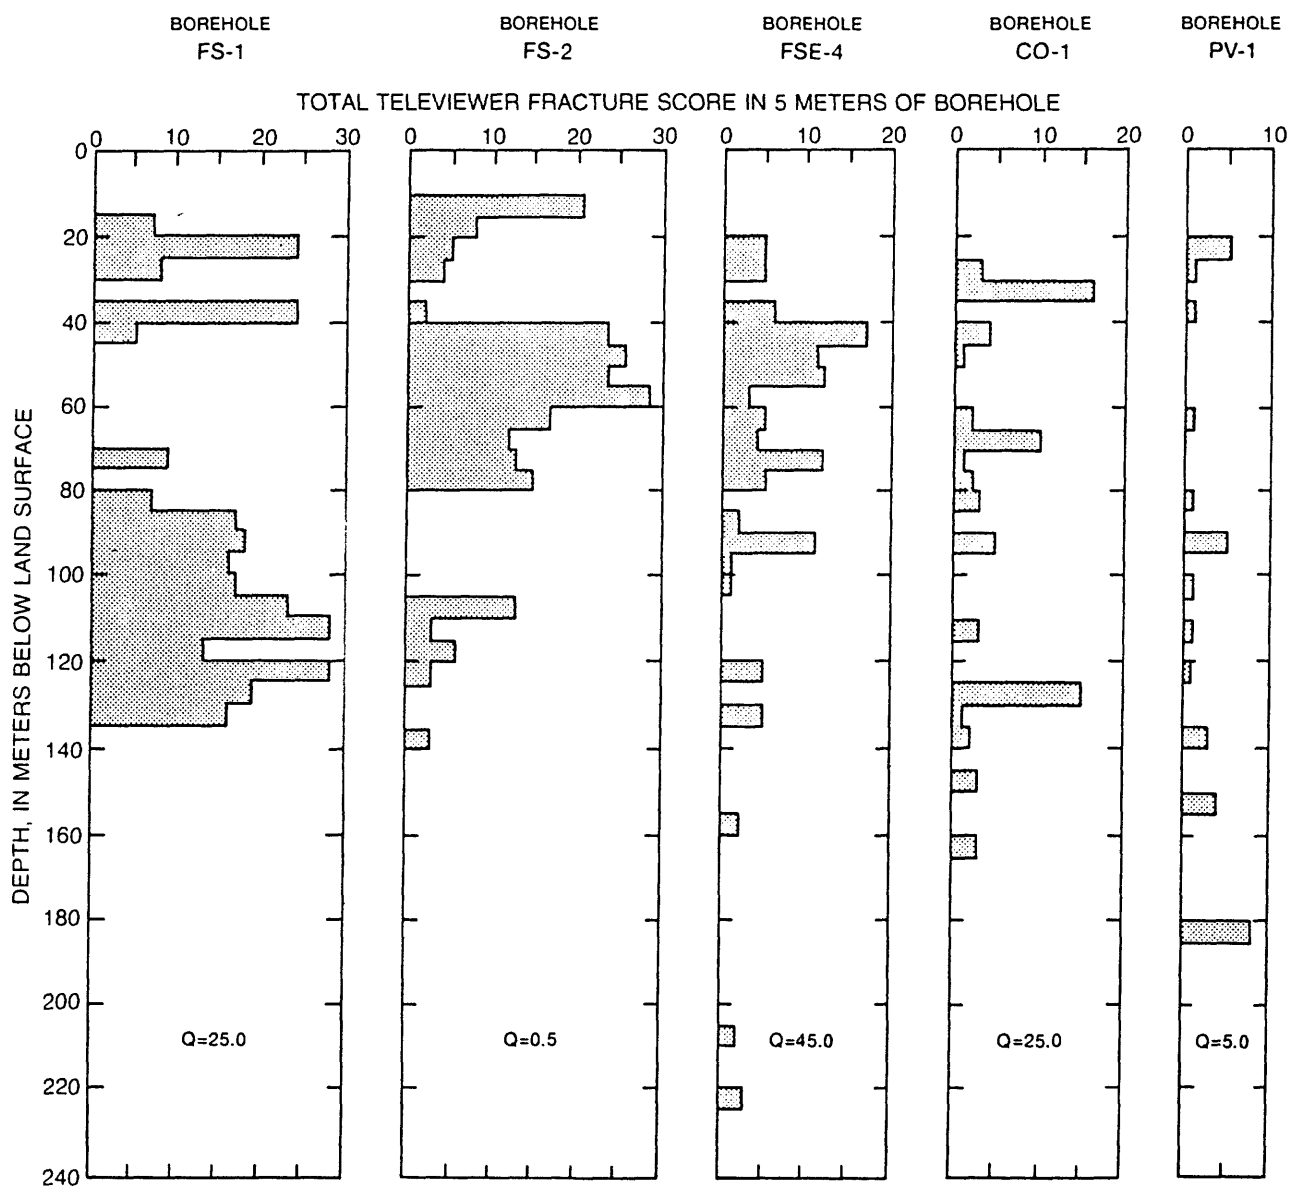 BOREHOLE BOREHOLE BOREHOLE BOREHOLE BOREHOLE
FS-1 FS-2 FSE-4 CO-1 PV-1
TOTAL TELEVIEWER FRACTURE SCORE IN 5 METERS OF BOREHOLE
0 10 20 30 0 10 20 30 0 10 20 0 10 20 0 10
0
20
40
60
80
100
120
140
160
180
200
220
240
DEPTH, IN METERS BELOW LAND SURFACE
Q=25.0 Q=0.5 Q=45.0 Q=25.0 Q=5.0